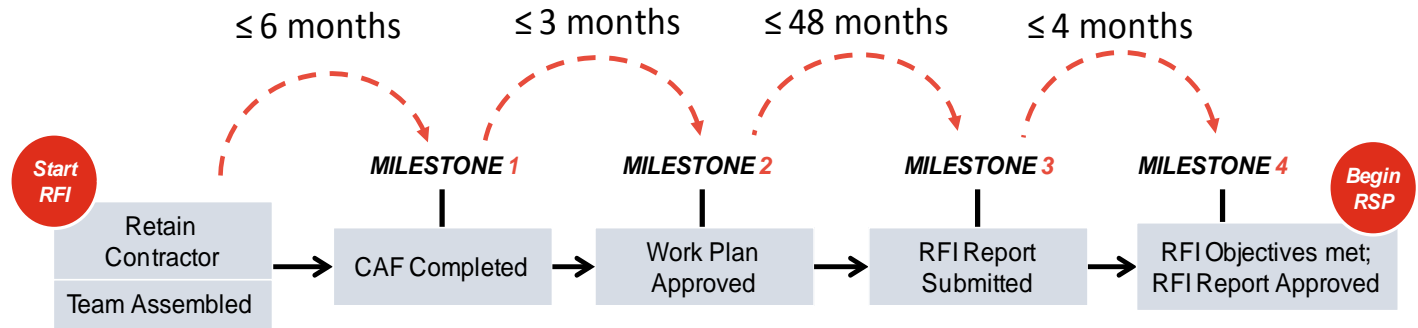 ≤ 6 months
≤ 3 months
≤ 48 months
≤ 4 months
Start
RFI
MILESTONE 1
MILESTONE 2
MILESTONE 3
MILESTONE 4
Begin
RSP
Retain
Contractor
Team Assembled
CAF Completed
Work Plan
Approved
RFI Report
Submitted
RFI Objectives met;
RFI Report Approved